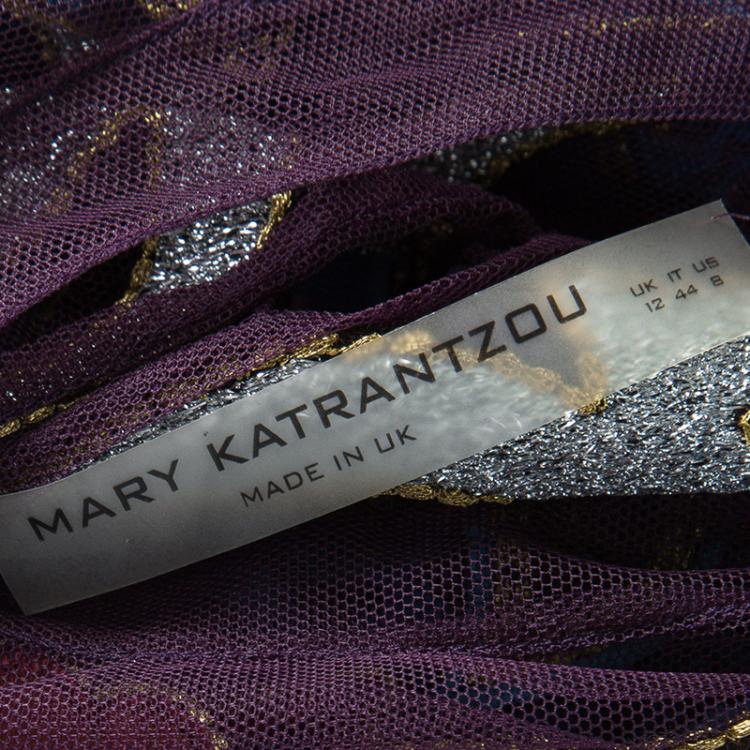 MARY KATRANTZOU
MADE IN UK
UK IT US
12 44 8